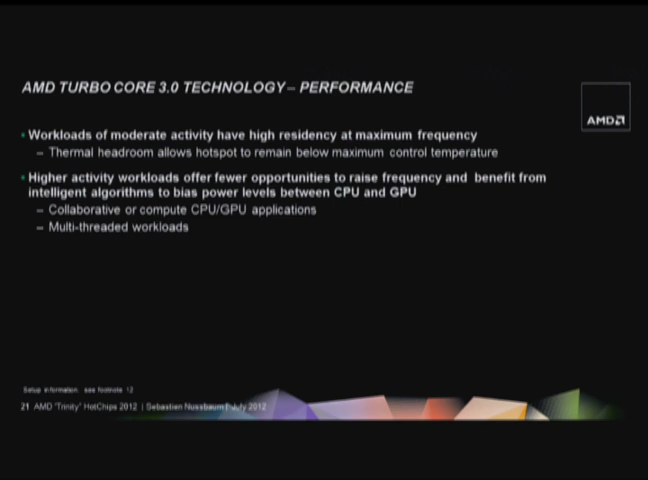 AMD TURBO CORE 3.0 TECHNOLOGY – PERFORMANCE
AMD
▪ Workloads of moderate activity have high residency at maximum frequency
– Thermal headroom allows hotspot to remain below maximum control temperature
▪ Higher activity workloads offer fewer opportunities to raise frequency and benefit from
intelligent algorithms to bias power levels between CPU and GPU
– Collaborative or compute CPU/GPU applications
– Multi-threaded workloads
Setup information, see footnote 12
21 AMD "Trinity" HotChips 2012 | Sebastien Nussbaum | July 2012